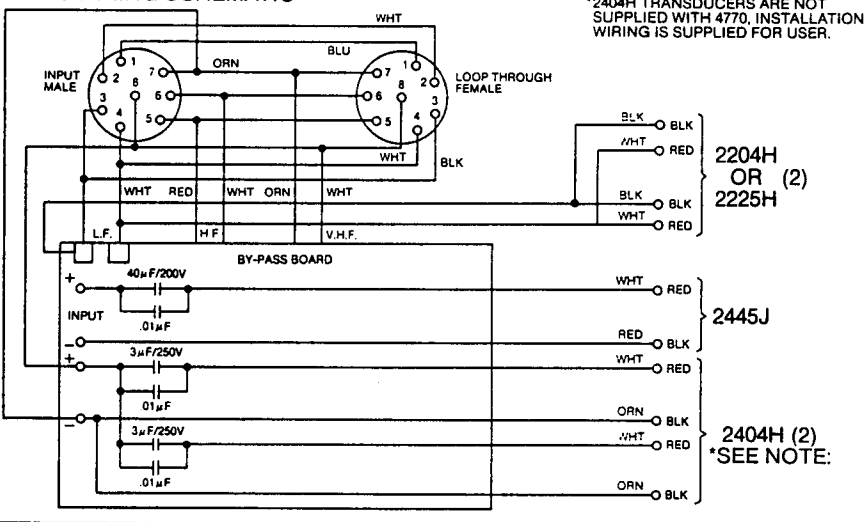 *2404H TRANSDUCERS ARE NOT
SUPPLIED WITH 4770, INSTALLATION
WIRING IS SUPPLIED FOR USER.
WHT
BLU
ORN
INPUT
MALE
1
2
3
4
5
6
7
8
LOOP THROUGH
FEMALE
1
2
3
4
5
6
7
8
WHT
BLK
WHT
RED
WHT
ORN
WHT
L.F.
H F
V.H.F.
BY-PASS BOARD
BLK
BLK
WHT
RED
BLK
BLK
WHT
RED
2204H
OR (2)
2225H
+
40µF/200V
.01µF
INPUT
–
WHT
RED
RED
BLK
2445J
+
3µF/250V
.01µF
–
3µF/250V
.01µF
WHT
RED
ORN
BLK
WHT
RED
ORN
BLK
2404H (2)
*SEE NOTE: